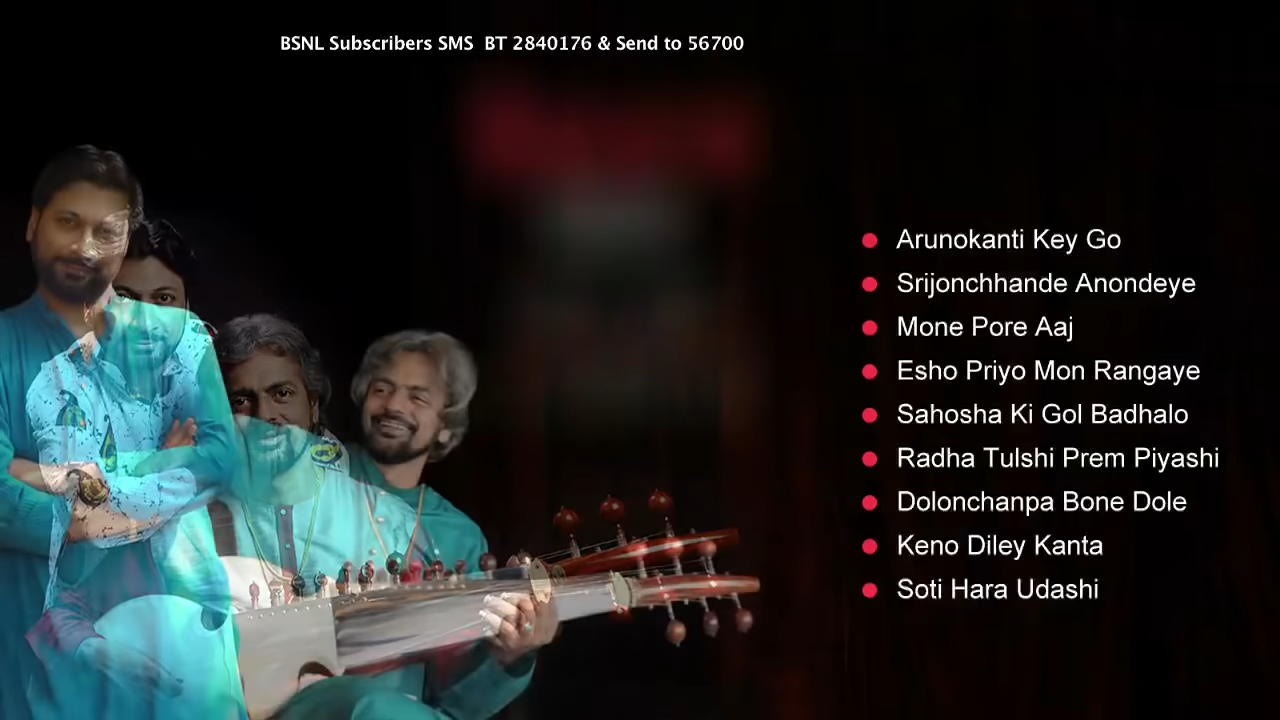 BSNL Subscribers SMS BT 2840176 & Send to 56700
Arunokanti Key Go
Srijonchhande Anondeye
Mone Pore Aaj
Esho Priyo Mon Rangaye
Sahosha Ki Gol Badhalo
Radha Tulshi Prem Piyashi
Dolonchanpa Bone Dole
Keno Diley Kanta
Soti Hara Udashi